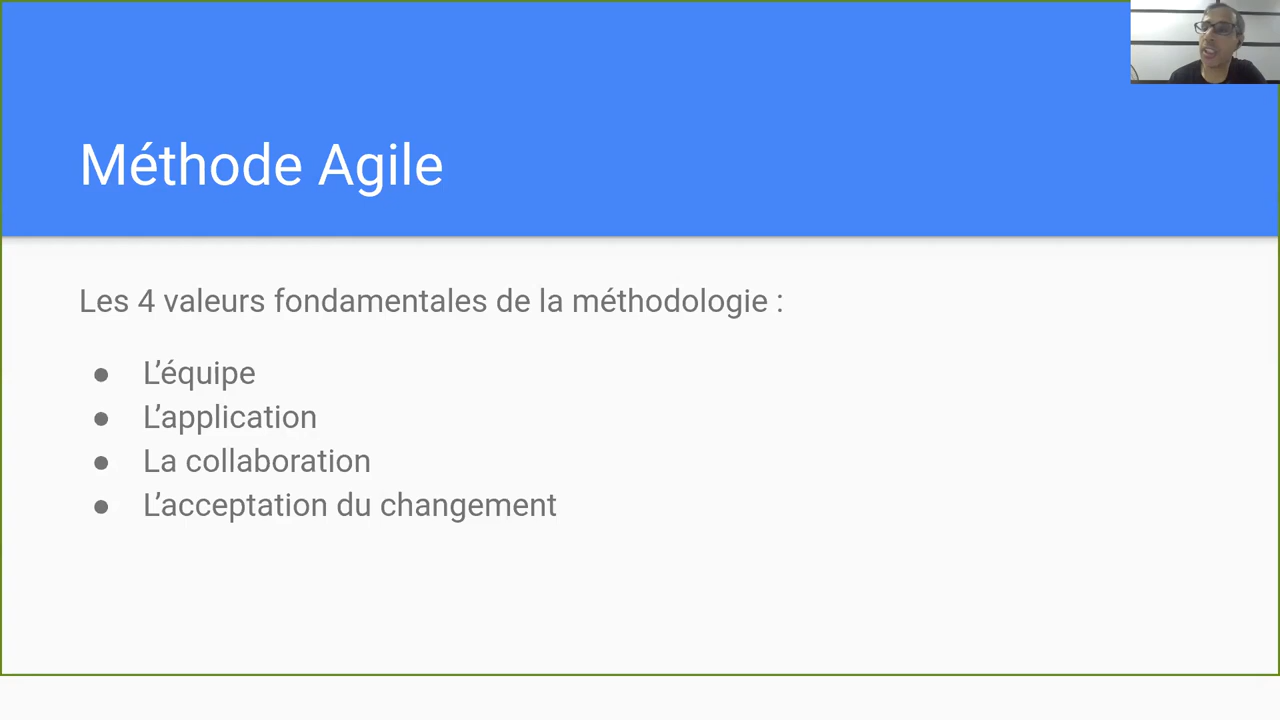 Méthode Agile
Les 4 valeurs fondamentales de la méthodologie :
● L’équipe
● L’application
● La collaboration
● L’acceptation du changement